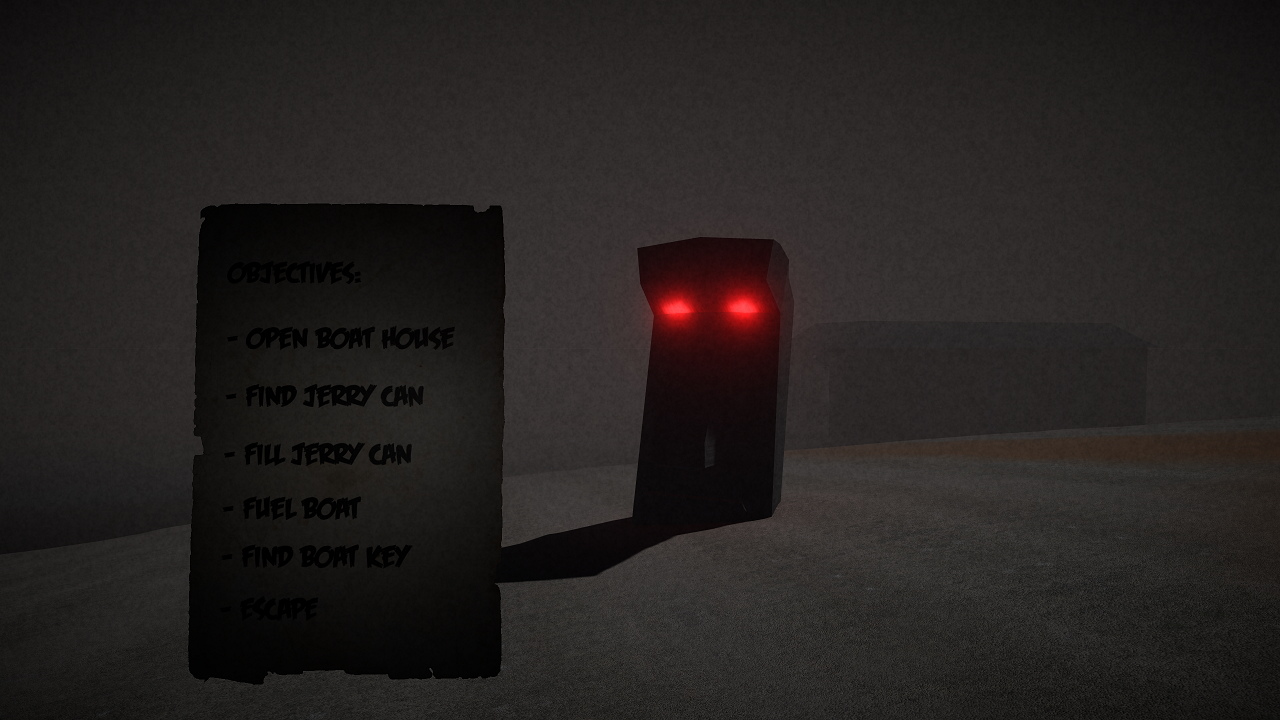 OBJECTIVES:
- OPEN BOAT HOUSE
- FIND JERRY CAN
- FILL JERRY CAN
- FUEL BOAT
- FIND BOAT KEY
- ESCAPE